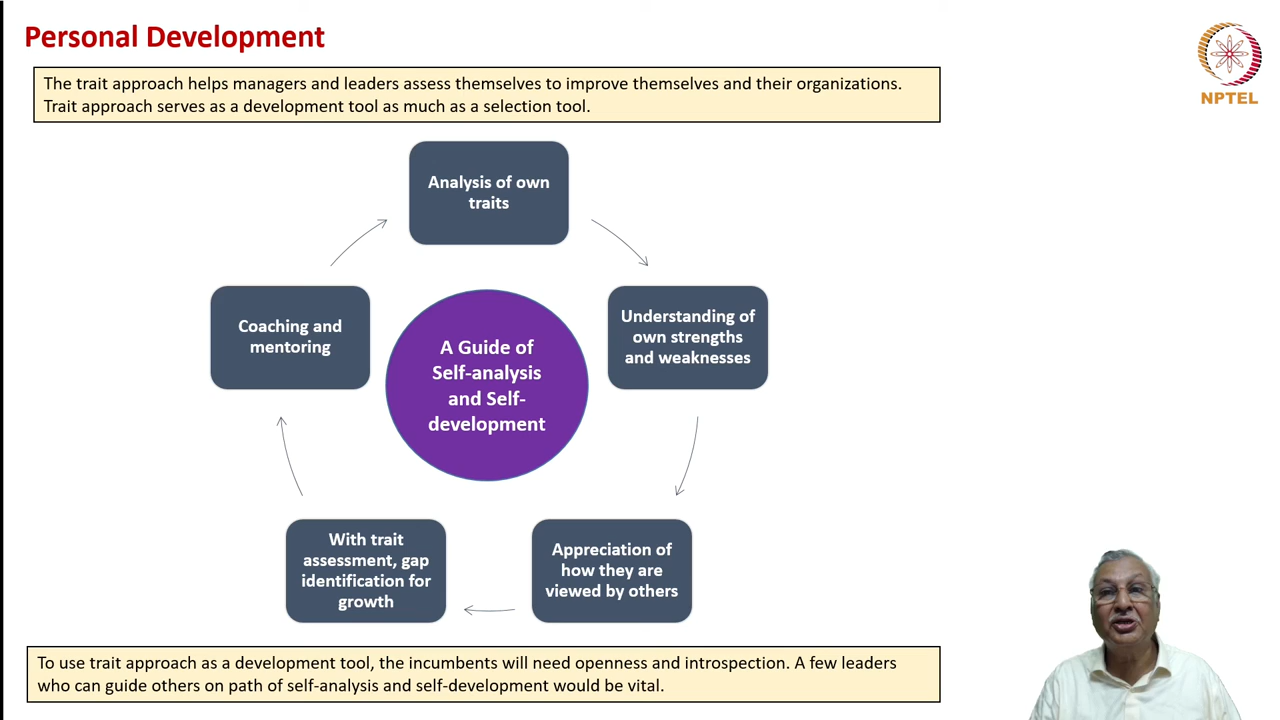 Personal Development
NPTEL
The trait approach helps managers and leaders assess themselves to improve themselves and their organizations.
Trait approach serves as a development tool as much as a selection tool.
Analysis of own
traits
Understanding of
own strengths
and weaknesses
Appreciation of
how they are
viewed by others
With trait
assessment, gap
identification for
growth
Coaching and
mentoring
A Guide of
Self-analysis
and Self-
development
To use trait approach as a development tool, the incumbents will need openness and introspection. A few leaders
who can guide others on path of self-analysis and self-development would be vital.